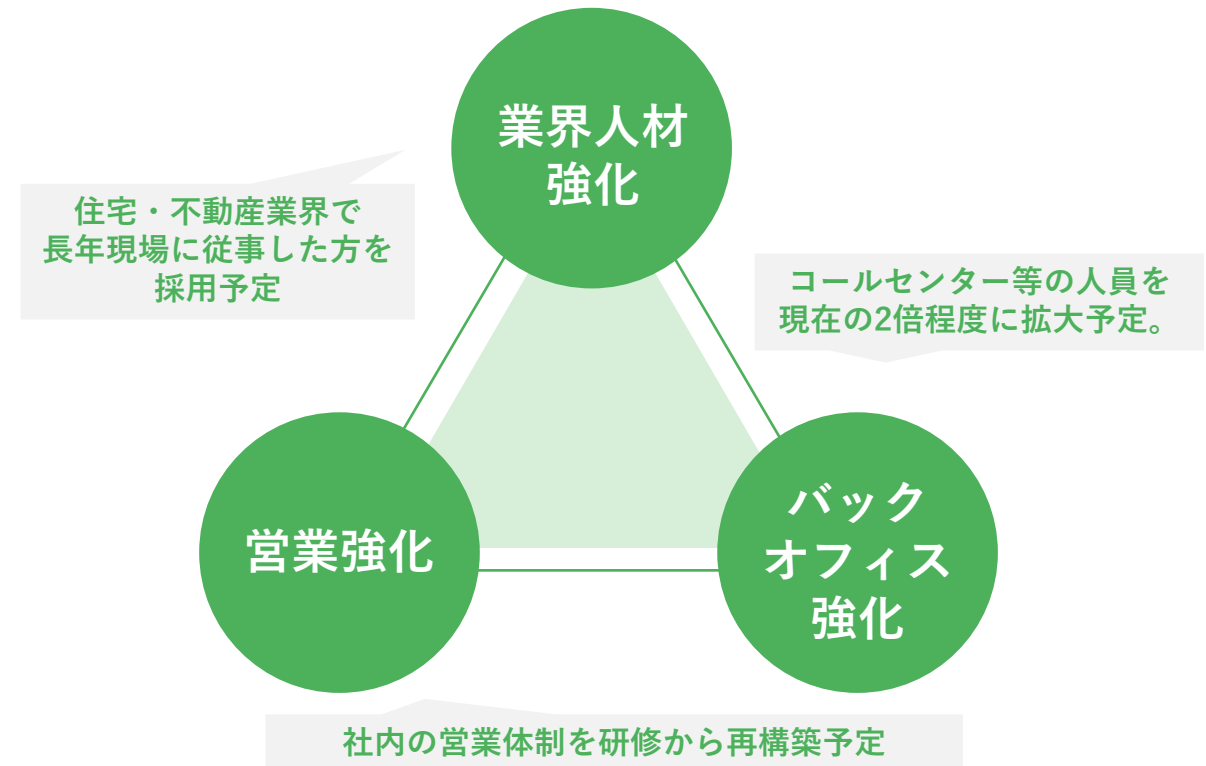 業界人材
強化
住宅・不動産業界で
長年現場に従事した方を
採用予定
コールセンター等の人員を
現在の2倍程度に拡大予定。
営業強化
バック
オフィス
強化
社内の営業体制を研修から再構築予定